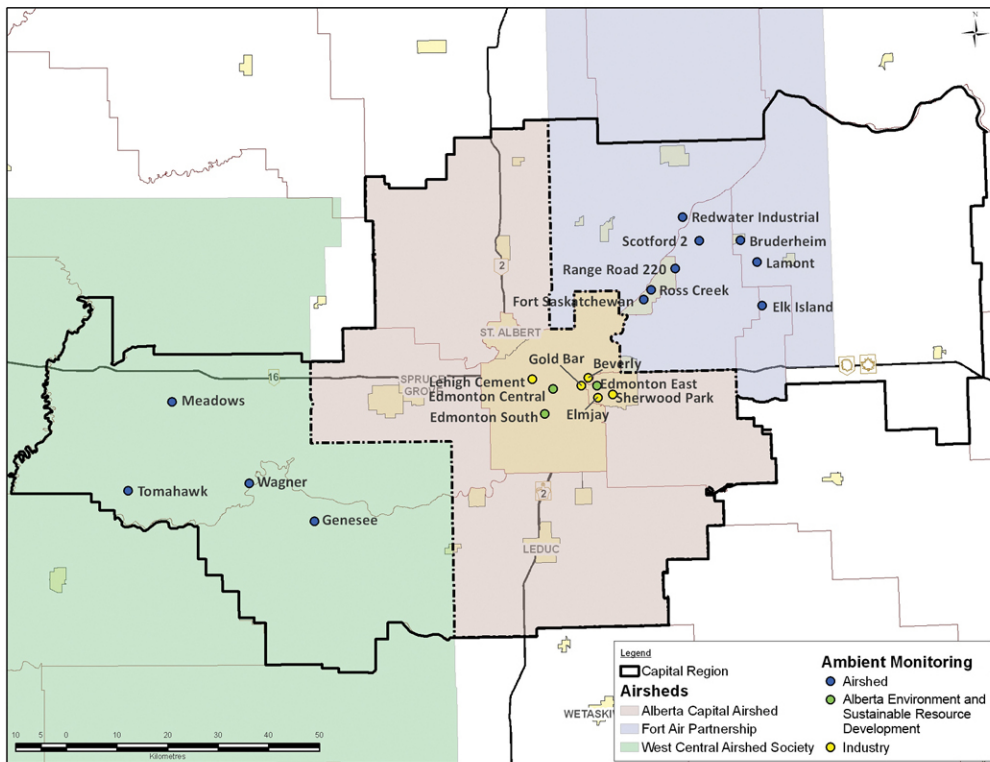 N
Redwater Industrial
Scotford 2
Bruderheim
Lamont
Range Road 220
Ross Creek
Fort Saskatchewan
Elk Island
2
ST. ALBERT
Gold Bar
Beverly
16
SPRUCE
GROVE
Lehigh Cement
Edmonton East
Edmonton Central
Sherwood Park
Meadows
Edmonton South
Elmjay
Tomahawk
Wagner
2
Genesee
LEDUC
WETASKIW
Legend
Capital Region
Airsheds
Alberta Capital Airshed
Fort Air Partnership
West Central Airshed Society
Ambient Monitoring
Airshed
Alberta Environment and
Sustainable Resource
Development
Industry
10 5 0 10 20 30 40 50
Kilometres